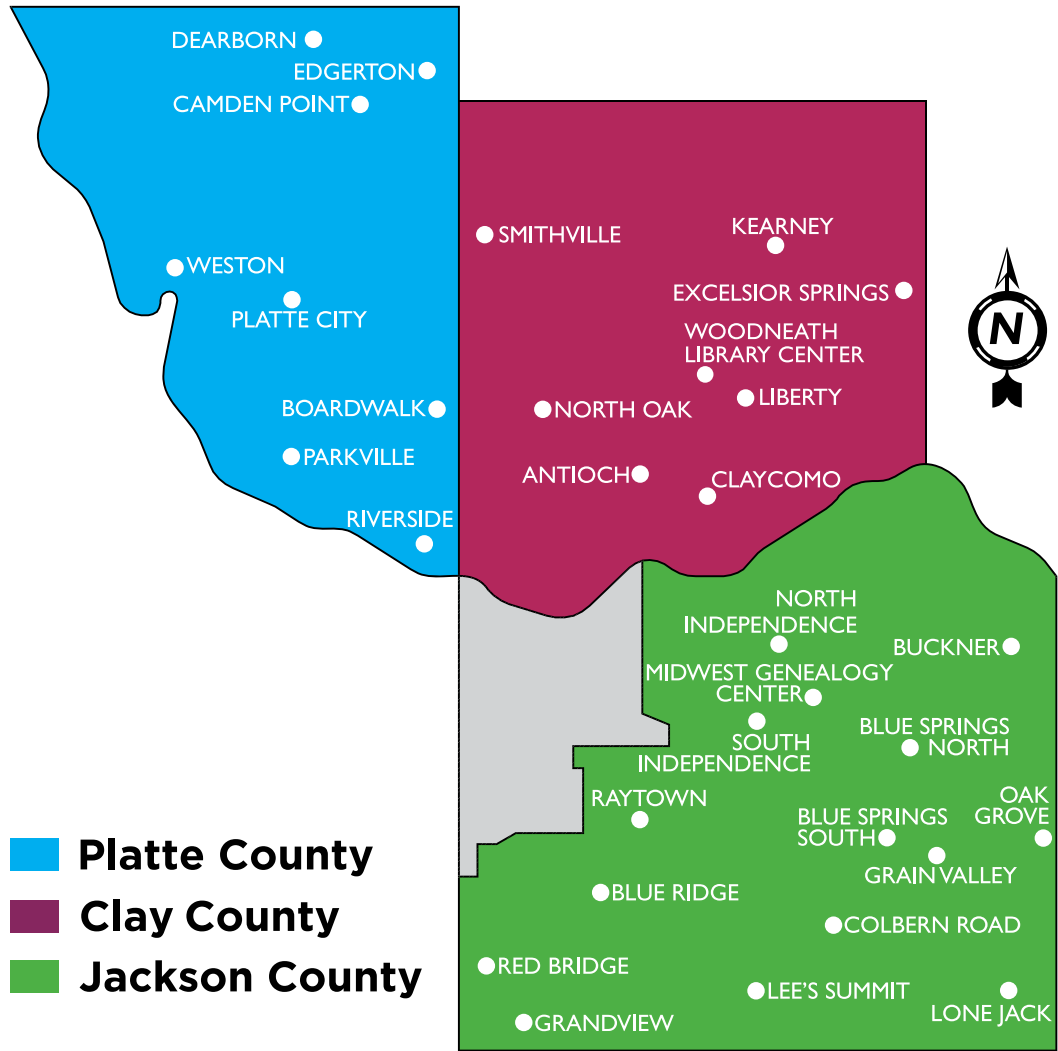 DEARBORN
EDGERTON
CAMDEN POINT
SMITHVILLE
KEARNEY
WESTON
PLATTE CITY
EXCELSIOR SPRINGS
WOODNEATH
LIBRARY CENTER
LIBERTY
BOARDWALK
NORTH OAK
PARKVILLE
ANTIOCH
CLAYCOMO
RIVERSIDE
N
NORTH
INDEPENDENCE
BUCKNER
MIDWEST GENEALOGY
CENTER
SOUTH
INDEPENDENCE
BLUE SPRINGS
NORTH
RAYTOWN
BLUE SPRINGS
SOUTH
OAK
GROVE
GRAIN VALLEY
BLUE RIDGE
COLBERN ROAD
RED BRIDGE
LEE'S SUMMIT
LONE JACK
GRANDVIEW
Platte County
Clay County
Jackson County